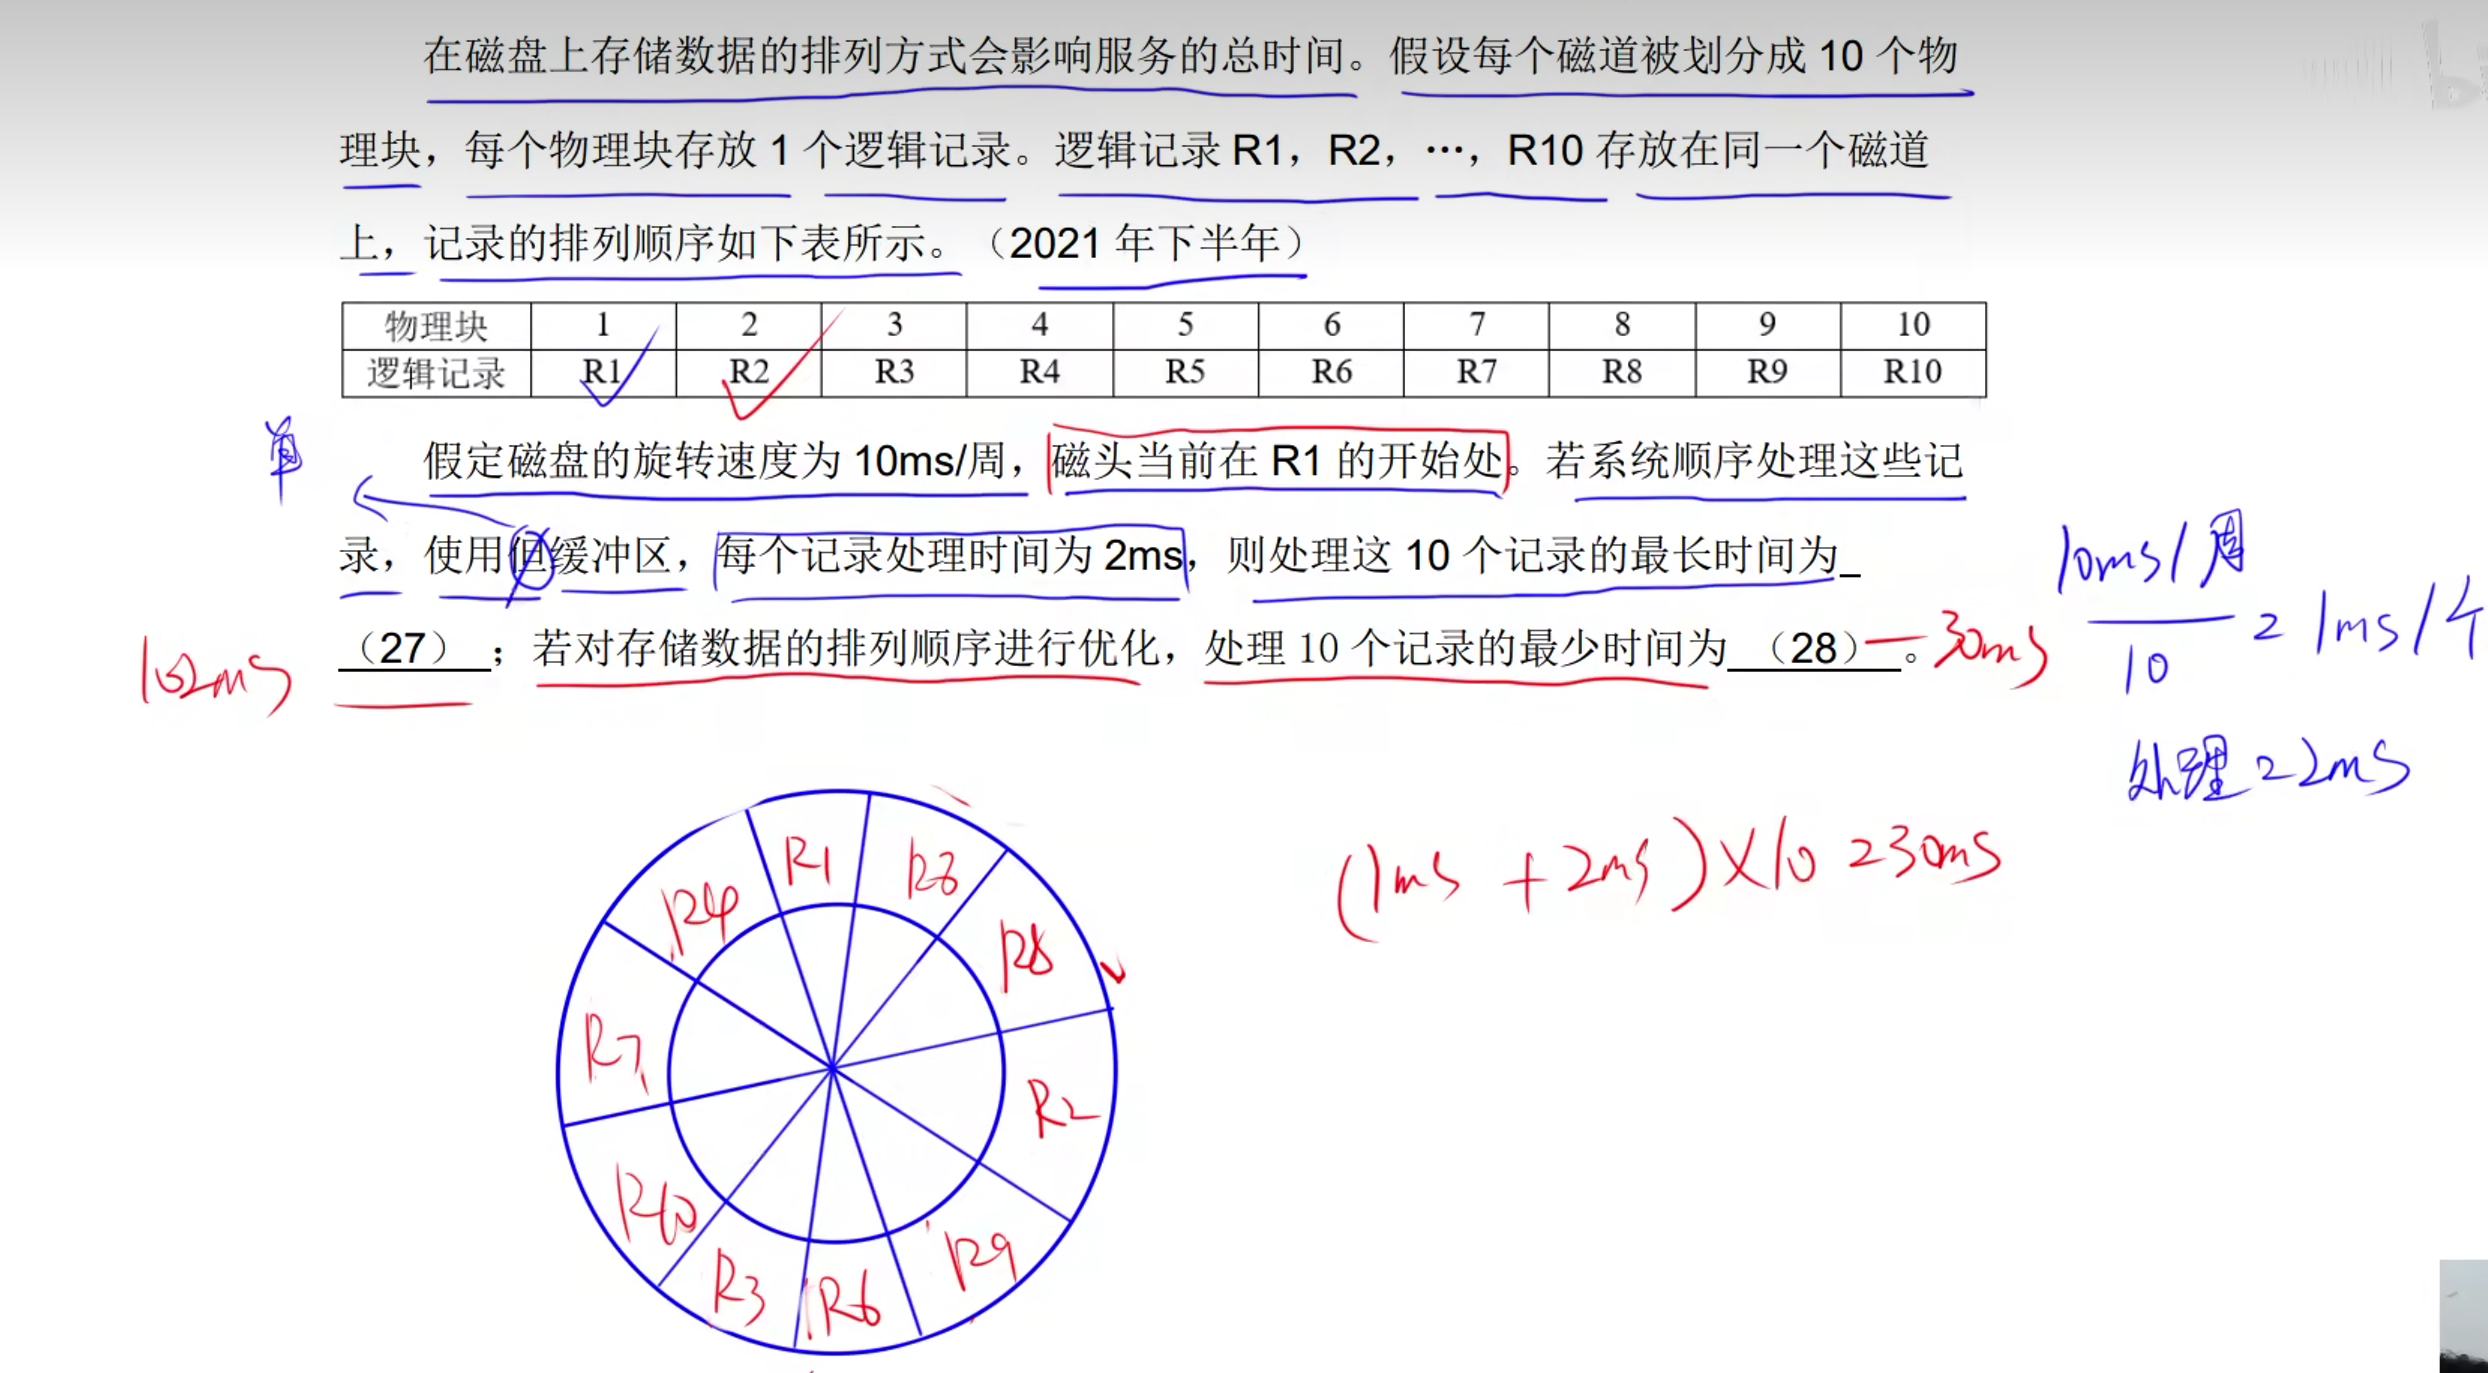 在磁盘上存储数据的排列方式会影响服务的总时间。假设每个磁道被划分成 10 个物
理块，每个物理块存放 1 个逻辑记录。逻辑记录 R1，R2，…，R10 存放在同一个磁道
上，记录的排列顺序如下表所示。（2021 年下半年）
物理块 1 2 3 4 5 6 7 8 9 10
逻辑记录 R1 R2 R3 R4 R5 R6 R7 R8 R9 R10
单
假定磁盘的旋转速度为 10ms/周，磁头当前在 R1 的开始处。若系统顺序处理这些记
录，使用但缓冲区，每个记录处理时间为 2ms，则处理这 10 个记录的最长时间为
（27）；若对存储数据的排列顺序进行优化，处理 10 个记录的最少时间为（28）。
102ms
30ms
10ms/周
10
= 1ms/个
处理=2ms
(1ms + 2ms)×10=30ms
R1
R8
R5
R2
R9
R6
R3
R10
R7
R4